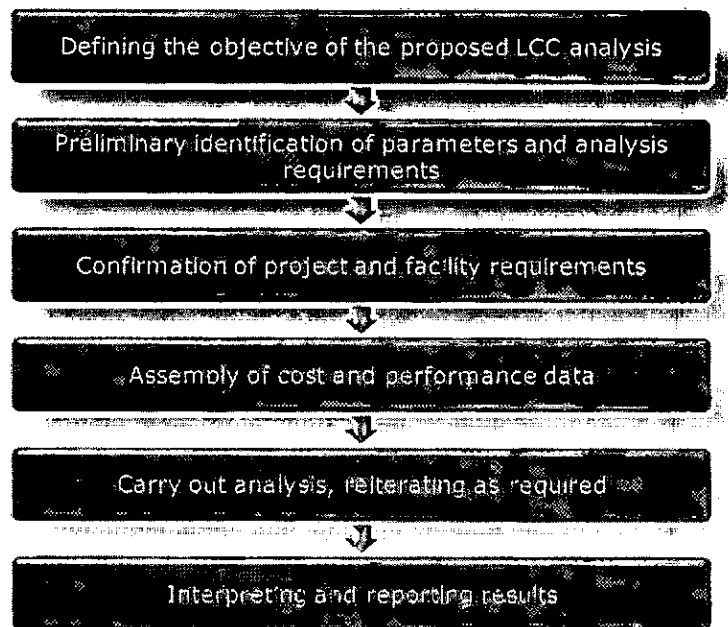 Defining the objective of the proposed LCC analysis
Preliminary identification of parameters and analysis
requirements
Confirmation of project and facility requirements
Assembly of cost and performance data
Carry out analysis, reiterating as required
Interpreting and reporting results